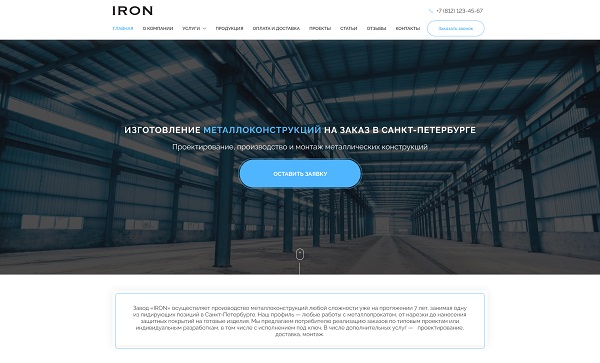 IRON
+7 (812) 123-45-67
ГЛАВНАЯ О КОМПАНИИ УСЛУГИ ПРОДУКЦИЯ ОПЛАТА И ДОСТАВКА ПРОЕКТЫ СТАТЬИ ОТЗЫВЫ КОНТАКТЫ Заказать звонок
ИЗГОТОВЛЕНИЕ МЕТАЛЛОКОНСТРУКЦИЙ НА ЗАКАЗ В САНКТ-ПЕТЕРБУРГЕ
Проектирование, производство и монтаж металлических конструкций
ОСТАВИТЬ ЗАЯВКУ
Завод «IRON» осуществляет производство металлоконструкций любой сложности уже на протяжении 7 лет, занимая одну
из лидирующих позиций в Санкт-Петербурге. Наш профиль — любые работы с металлопрокатом, от нарезки до нанесения
защитных покрытий на готовые изделия. Мы предлагаем потребителю реализацию заказов по типовым проектам или
индивидуальным разработкам, в том числе с исполнением под ключ. В числе дополнительных услуг — проектирование,
доставка, монтаж.